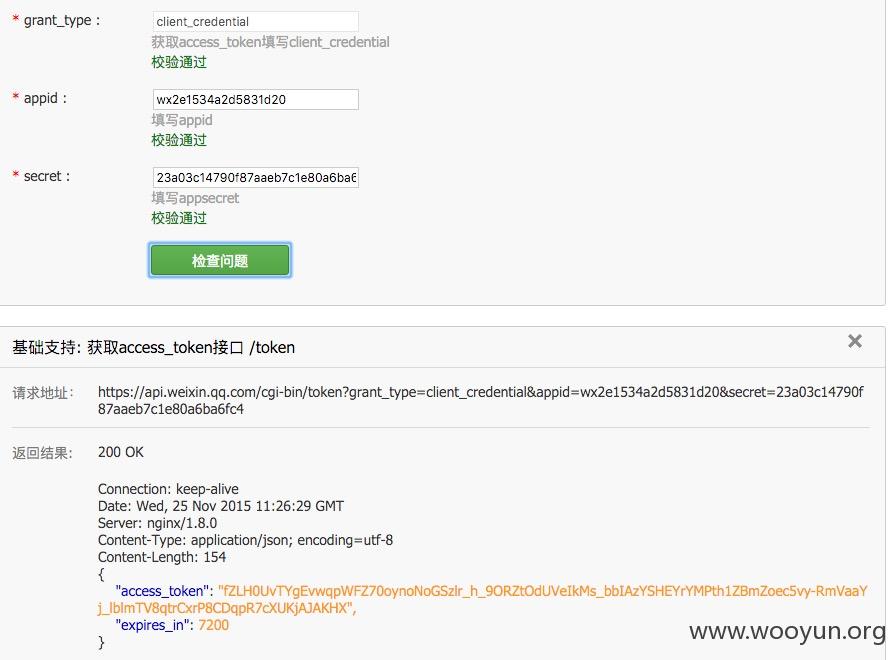 * grant_type :
client_credential
获取access_token填写client_credential
校验通过
* appid :
wx2e1534a2d5831d20
填写appid
校验通过
* secret :
23a03c14790f87aaeb7c1e80a6ba6
填写appsecret
校验通过
检查问题
基础支持: 获取access_token接口 /token
请求地址: https://api.weixin.qq.com/cgi-bin/token?grant_type=client_credential&appid=wx2e1534a2d5831d20&secret=23a03c14790f
87aaeb7c1e80a6ba6fc4
返回结果: 200 OK
Connection: keep-alive
Date: Wed, 25 Nov 2015 11:26:29 GMT
Server: nginx/1.8.0
Content-Type: application/json; encoding=utf-8
Content-Length: 154
{
"access_token": "fZLH0UvTYgEvwqpWFZ70oynoNoGSzlr_h_9ORZtOdUVeIkMs_bbIAzYSHEYrYMPth1ZBmZoec5vy-RmVaaY
j_lblmTV8qtrCxrP8CDqpR7cXUKjAJAKHX",
"expires_in": 7200
}
www.wooyun.org